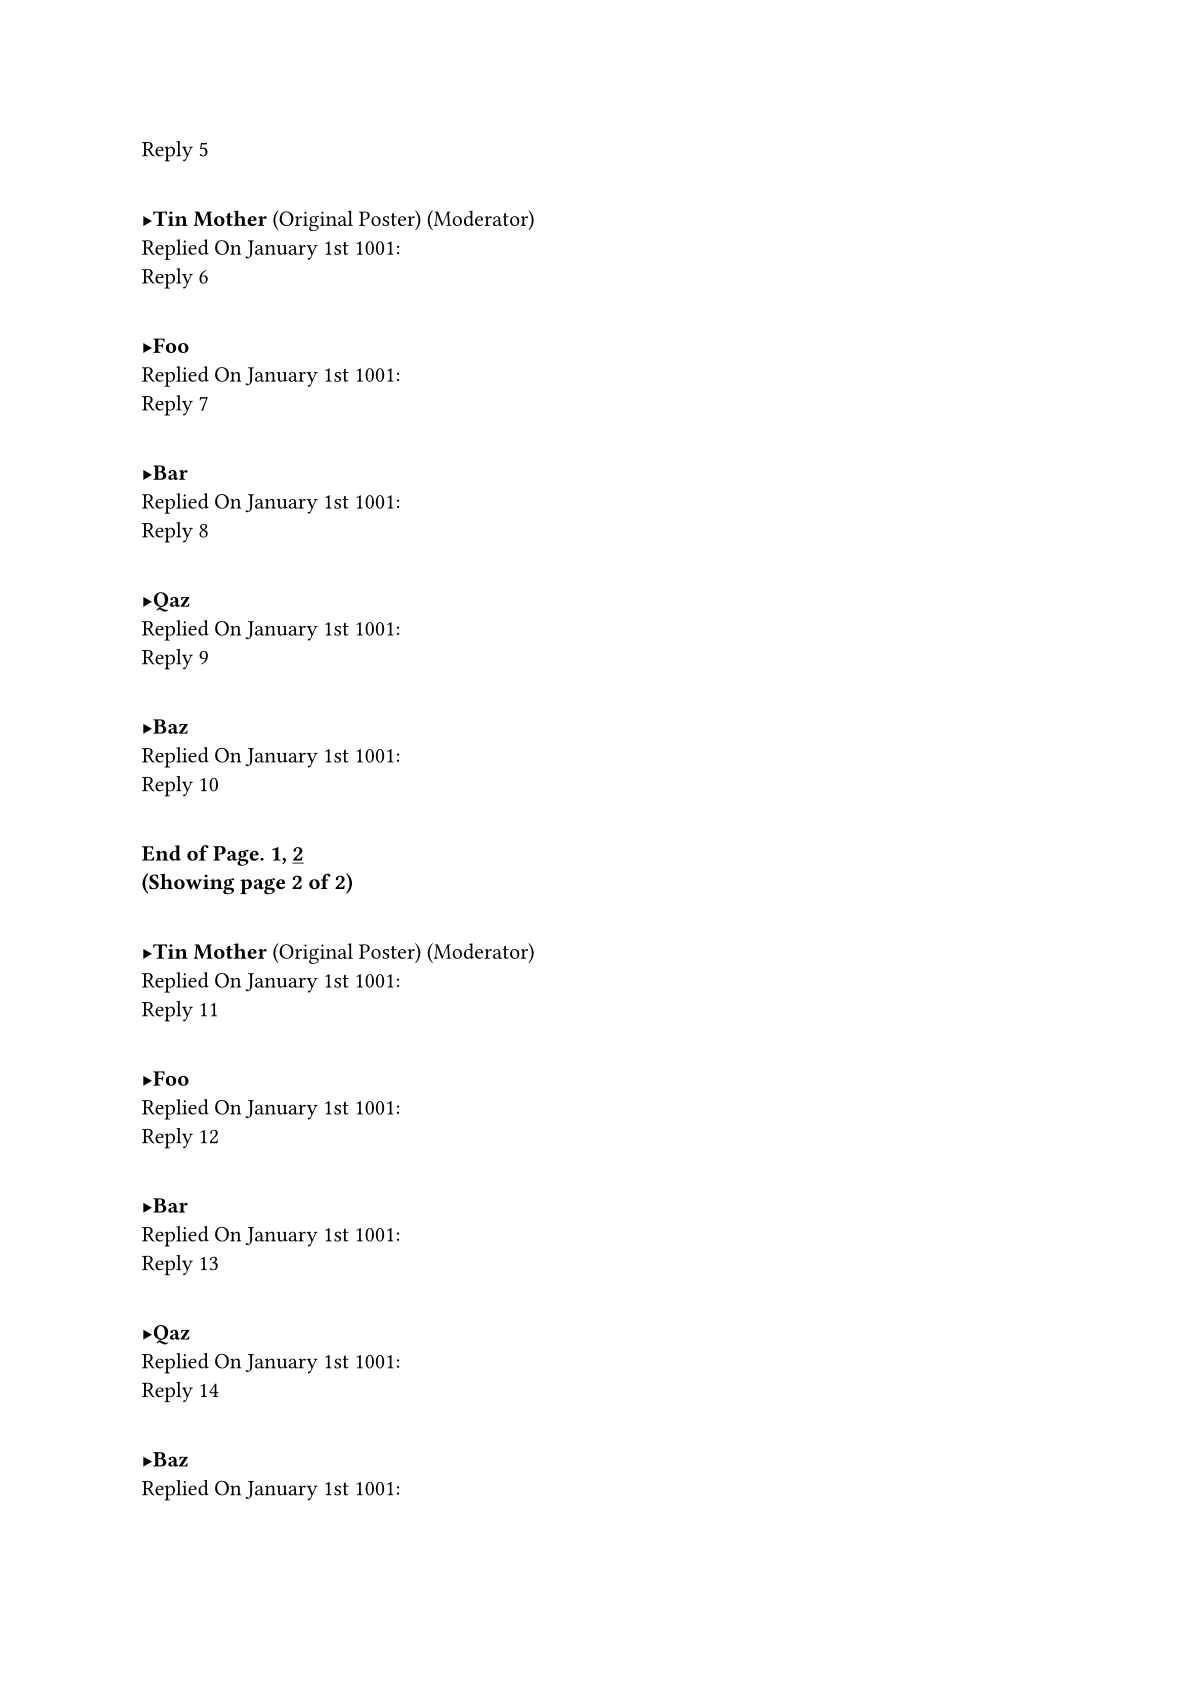 Reply 5
▸Tin Mother (Original Poster) (Moderator)
Replied On January 1st 1001:
Reply 6
▸Foo
Replied On January 1st 1001:
Reply 7
▸Bar
Replied On January 1st 1001:
Reply 8
▸Qaz
Replied On January 1st 1001:
Reply 9
▸Baz
Replied On January 1st 1001:
Reply 10
End of Page. 1, 2
(Showing page 2 of 2)
▸Tin Mother (Original Poster) (Moderator)
Replied On January 1st 1001:
Reply 11
▸Foo
Replied On January 1st 1001:
Reply 12
▸Bar
Replied On January 1st 1001:
Reply 13
▸Qaz
Replied On January 1st 1001:
Reply 14
▸Baz
Replied On January 1st 1001: